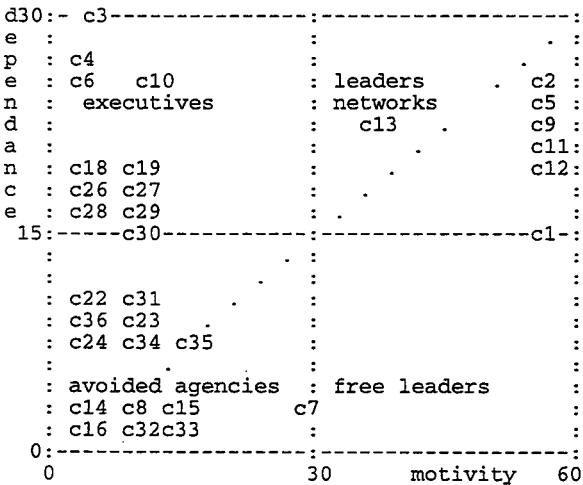 d30:- c3-----------------:-------------------:
e : : . :
p : c4 : . :
e : c6 c10 : leaders . c2 :
n : executives : networks c5 :
d : : c13 . c9 :
a : : . c11:
n : c18 c19 : . c12:
c : c26 c27 : . :
e : c28 c29 : . :
15:-----c30-----------:----------------c1-:
: . : :
: . : :
: c22 c31 . : :
: c36 c23 . : :
: c24 c34 c35 : :
: . : :
: avoided agencies : free leaders :
: c14 c8 c15 c7 :
: c16 c32c33 : :
0:-------------------:-------------------:
0 30 motivity 60